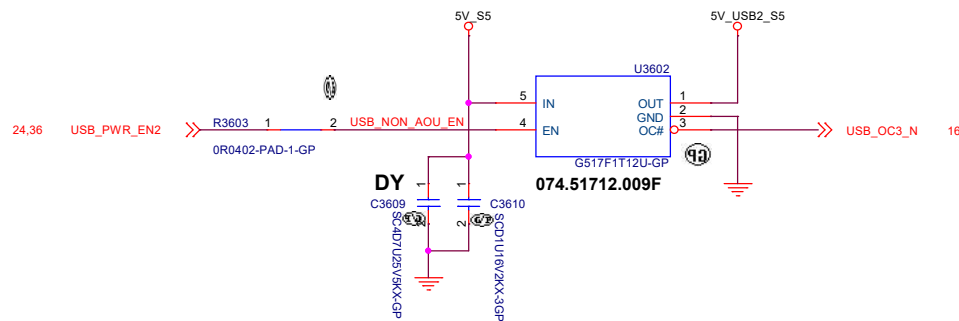 5V_S5
5V_USB2_S5
U3602
5 IN OUT 1
GND 2
4 EN OC# 3
24,36 USB_PWR_EN2 R3603 1 2 USB_NON_AOU_EN
USB_OC3_N 16
0R0402-PAD-1-GP
G517F1T12U-GP
074.51712.009F
DY
1 1
C3609 C3610
2 2
SC4D7U25V5KX-GP
SCD1U16V2KX-3GP